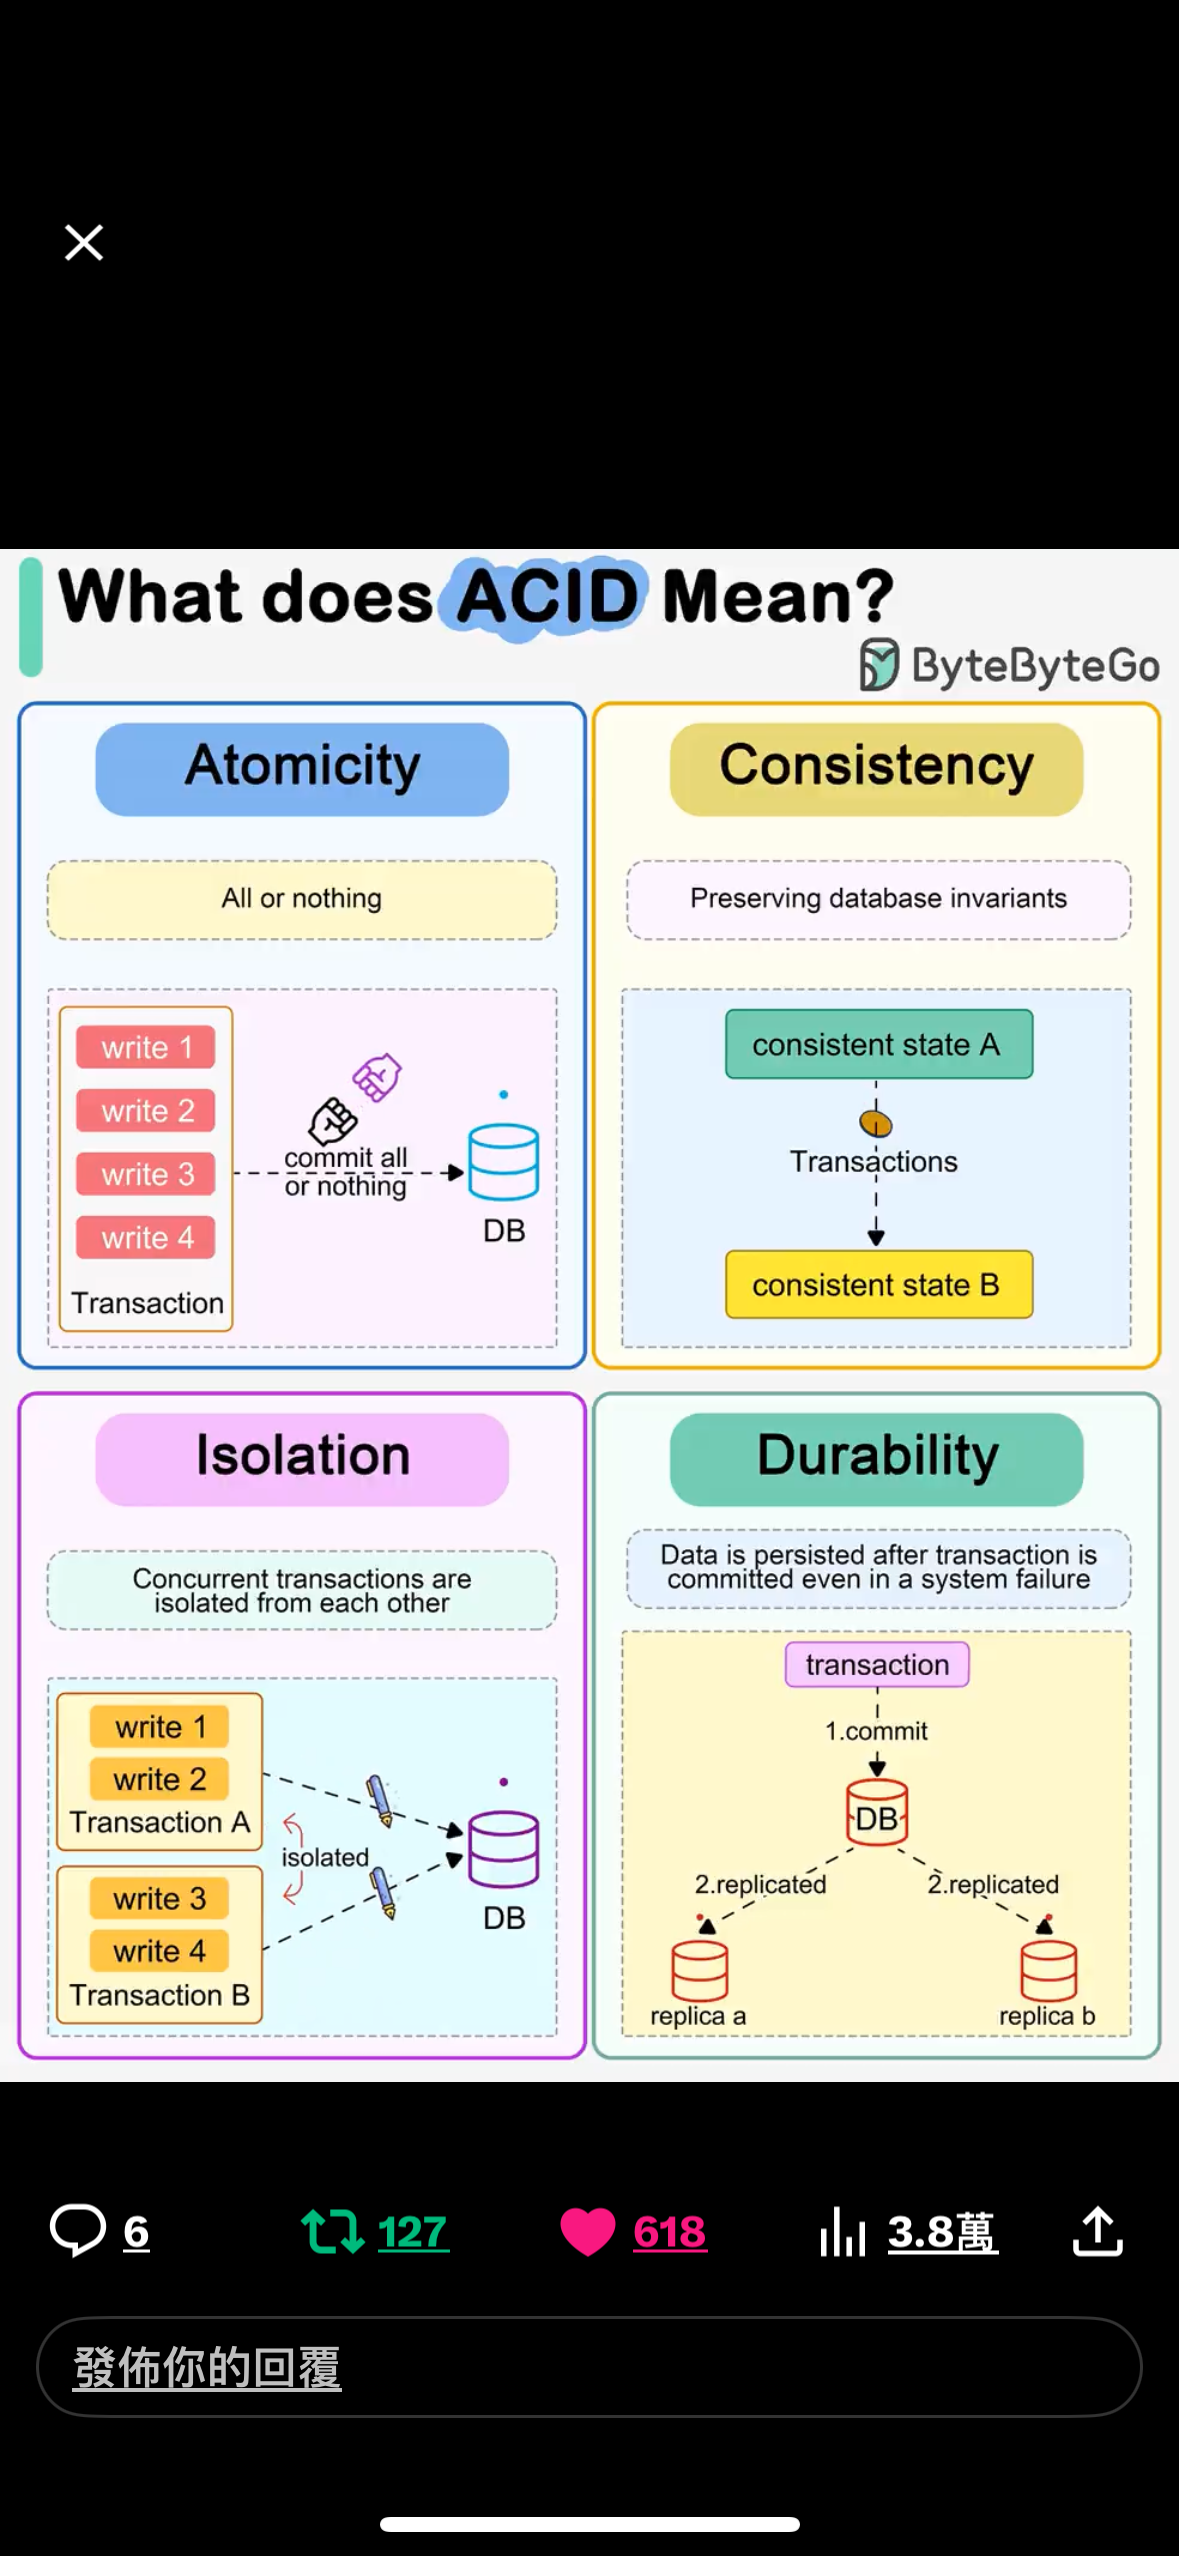 What does ACID Mean?
ByteByteGo
Atomicity
All or nothing
write 1
write 2
write 3
write 4
Transaction
commit all
or nothing
DB
Consistency
Preserving database invariants
consistent state A
Transactions
consistent state B
Isolation
Concurrent transactions are
isolated from each other
write 1
write 2
Transaction A
isolated
write 3
write 4
Transaction B
DB
Durability
Data is persisted after transaction is
committed even in a system failure
transaction
1.commit
DB
2.replicated
2.replicated
replica a
replica b
6
127
618
3.8萬
發佈你的回覆